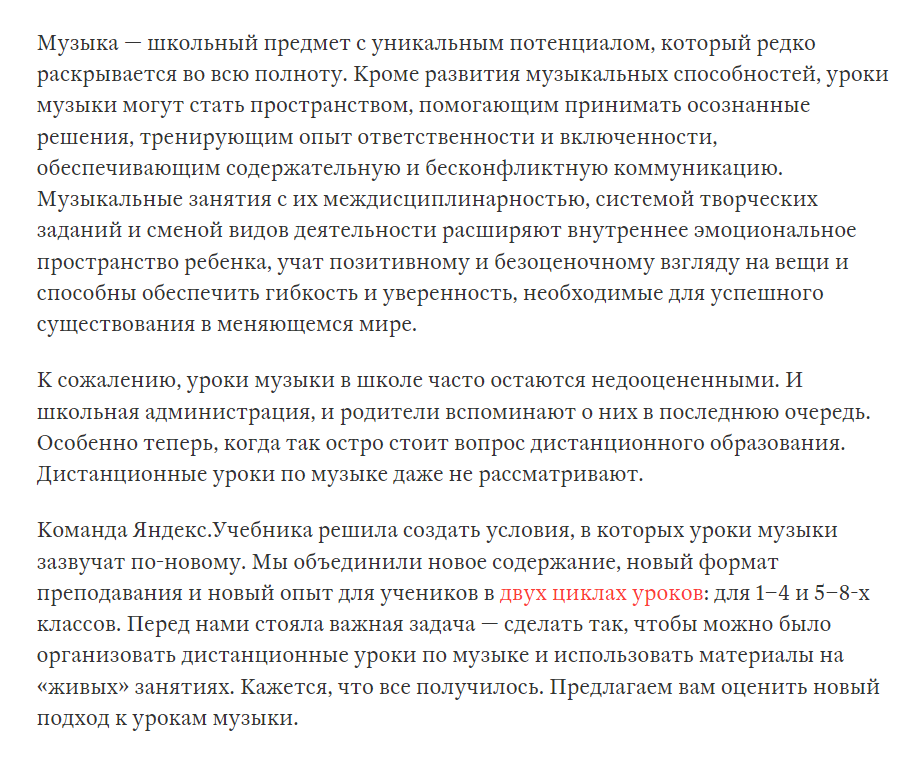 Музыка — школьный предмет с уникальным потенциалом, который редко
раскрывается во всю полноту. Кроме развития музыкальных способностей, уроки
музыки могут стать пространством, помогающим принимать осознанные
решения, тренирующим опыт ответственности и включенности,
обеспечивающим содержательную и бесконфликтную коммуникацию.
Музыкальные занятия с их междисциплинарностью, системой творческих
заданий и сменой видов деятельности расширяют внутреннее эмоциональное
пространство ребенка, учат позитивному и безоценочному взгляду на вещи и
способны обеспечить гибкость и уверенность, необходимые для успешного
существования в меняющемся мире.
К сожалению, уроки музыки в школе часто остаются недооцененными. И
школьная администрация, и родители вспоминают о них в последнюю очередь.
Особенно теперь, когда так остро стоит вопрос дистанционного образования.
Дистанционные уроки по музыке даже не рассматривают.
Команда Яндекс.Учебника решила создать условия, в которых уроки музыки
зазвучат по-новому. Мы объединили новое содержание, новый формат
преподавания и новый опыт для учеников в двух циклах уроков: для 1–4 и 5–8-х
классов. Перед нами стояла важная задача — сделать так, чтобы можно было
организовать дистанционные уроки по музыке и использовать материалы на
«живых» занятиях. Кажется, что все получилось. Предлагаем вам оценить новый
подход к урокам музыки.